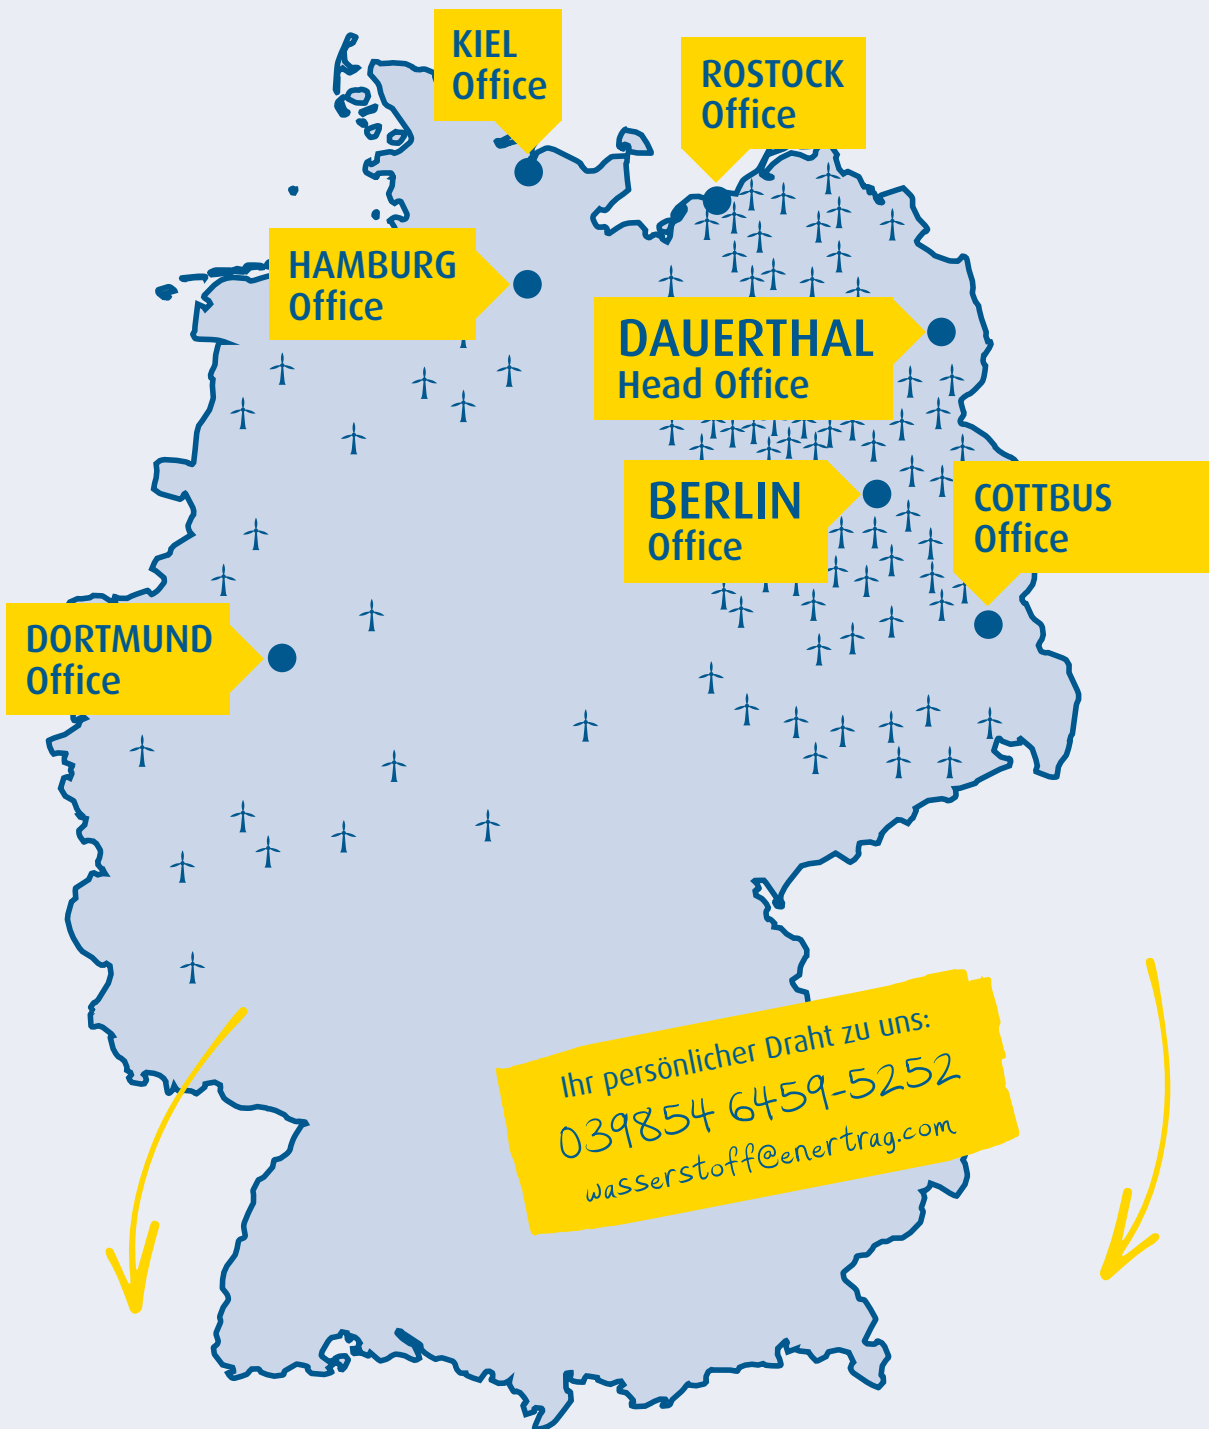 KIEL
Office
ROSTOCK
Office
HAMBURG
Office
DAUERTHAL
Head Office
BERLIN
Office
COTTBUS
Office
DORTMUND
Office
Ihr persönlicher Draht zu uns:
039854 6459-5252
wasserstoff@enertrag.com